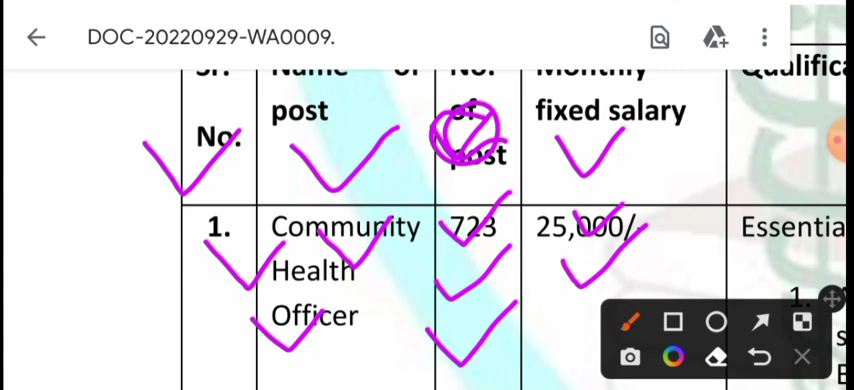 DOC-20220929-WA0009.
Sr. Name of No. Monthly Qualifica
post of fixed salary
No. post
1. Community 723 25,000/- Essentia
Health
1.
Officer
s
E